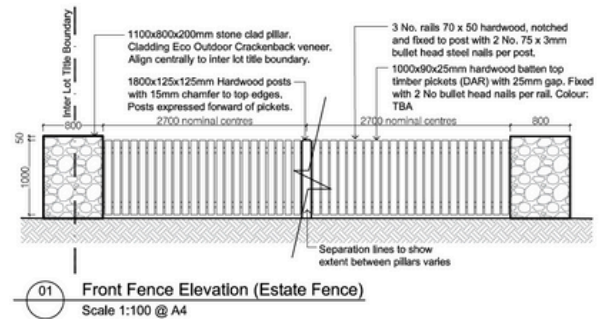 Inter Lot Title Boundary
1100x800x200mm stone clad pillar.
Cladding Eco Outdoor Crackenback veneer.
Align centrally to inter lot title boundary.
1800x125x125mm Hardwood posts
with 15mm chamfer to top edges.
Posts expressed forward of pickets.
3 No. rails 70 x 50 hardwood, notched
and fixed to post with 2 No. 75 x 3mm
bullet head steel nails per post.
1000x90x25mm hardwood batten top
timber pickets (DAR) with 25mm gap. Fixed
with 2 No bullet head nails per rail. Colour:
TBA
800
2700 nominal centres
2700 nominal centres
800
50
1000
Separation lines to show
extent between pillars varies
01 Front Fence Elevation (Estate Fence)
Scale 1:100 @ A4